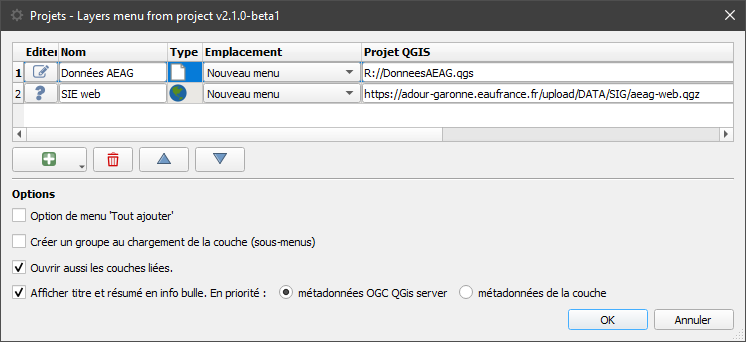 Projets - Layers menu from project v2.1.0-beta1
Editer Nom Type Emplacement Projet QGIS
1 Données AEAG Nouveau menu R://DonneesAEAG.qgs
2 SIE web Nouveau menu https://adour-garonne.eaufrance.fr/upload/DATA/SIG/aeag-web.qgz
Options
Option de menu 'Tout ajouter'
Créer un groupe au chargement de la couche (sous-menus)
Ouvrir aussi les couches liées.
Afficher titre et résumé en info bulle. En priorité : métadonnées OGC QGis server métadonnées de la couche
OK Annuler